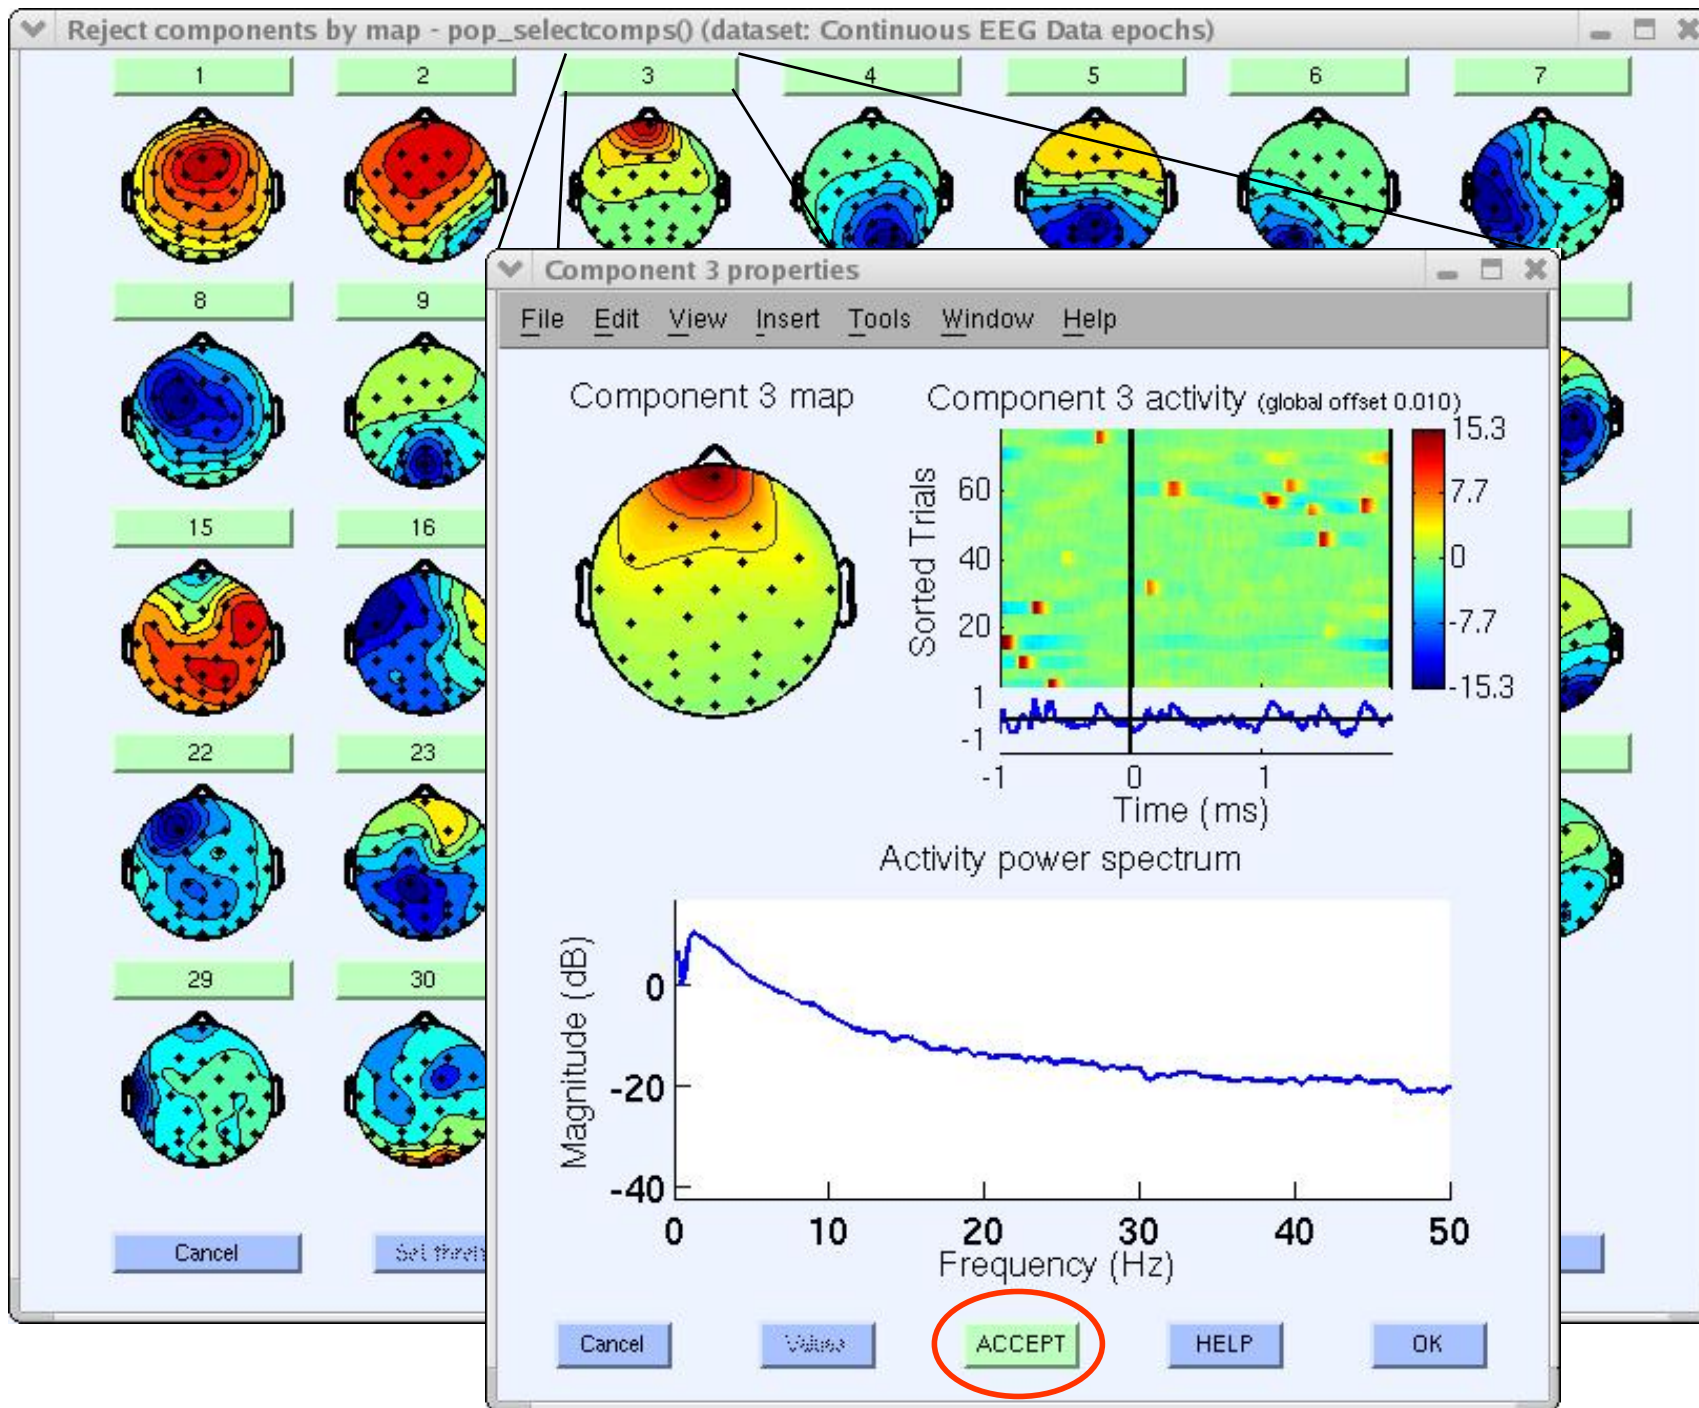 Reject components by map - pop_selectcomps() (dataset: Continuous EEG Data epochs)
1 2 3 4 5 6 7
8 9
15 16
22 23
29 30
Cancel
Component 3 properties
File Edit View Insert Tools Window Help
Component 3 map
Component 3 activity (global offset 0.010)
Sorted Trials
60
40
20
15.3
7.7
0
-7.7
-15.3
1
-1
-1 0 1
Time (ms)
Activity power spectrum
Magnitude (dB)
0
-20
-40
0 10 20 30 40 50
Frequency (Hz)
Cancel Values ACCEPT HELP OK